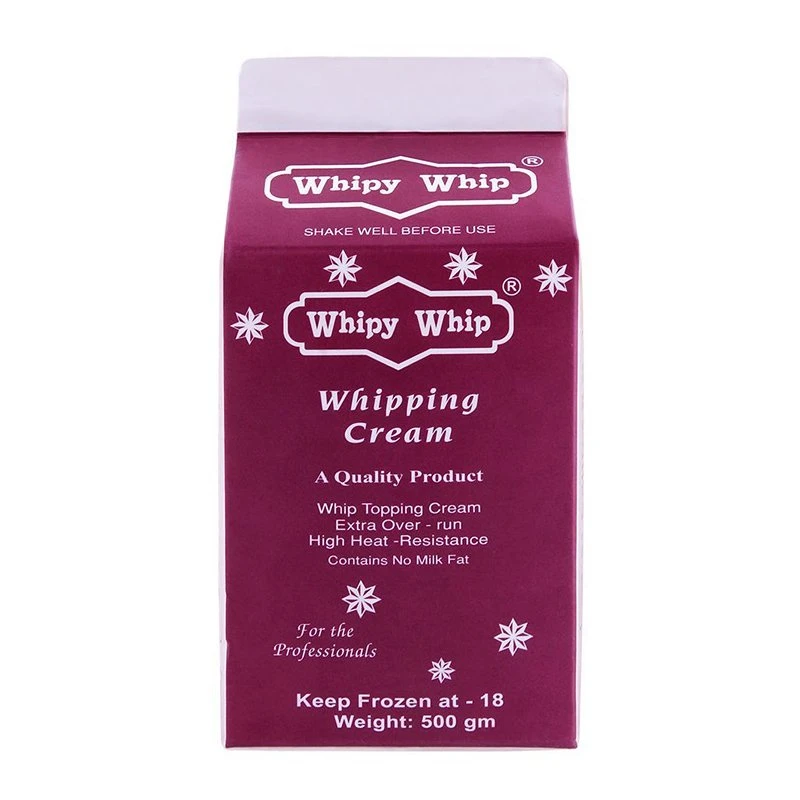 Whipy Whip ®
SHAKE WELL BEFORE USE
Whipy Whip ®
Whipping
Cream
A Quality Product
Whip Topping Cream
Extra Over - run
High Heat -Resistance
Contains No Milk Fat
For the
Professionals
Keep Frozen at - 18
Weight: 500 gm